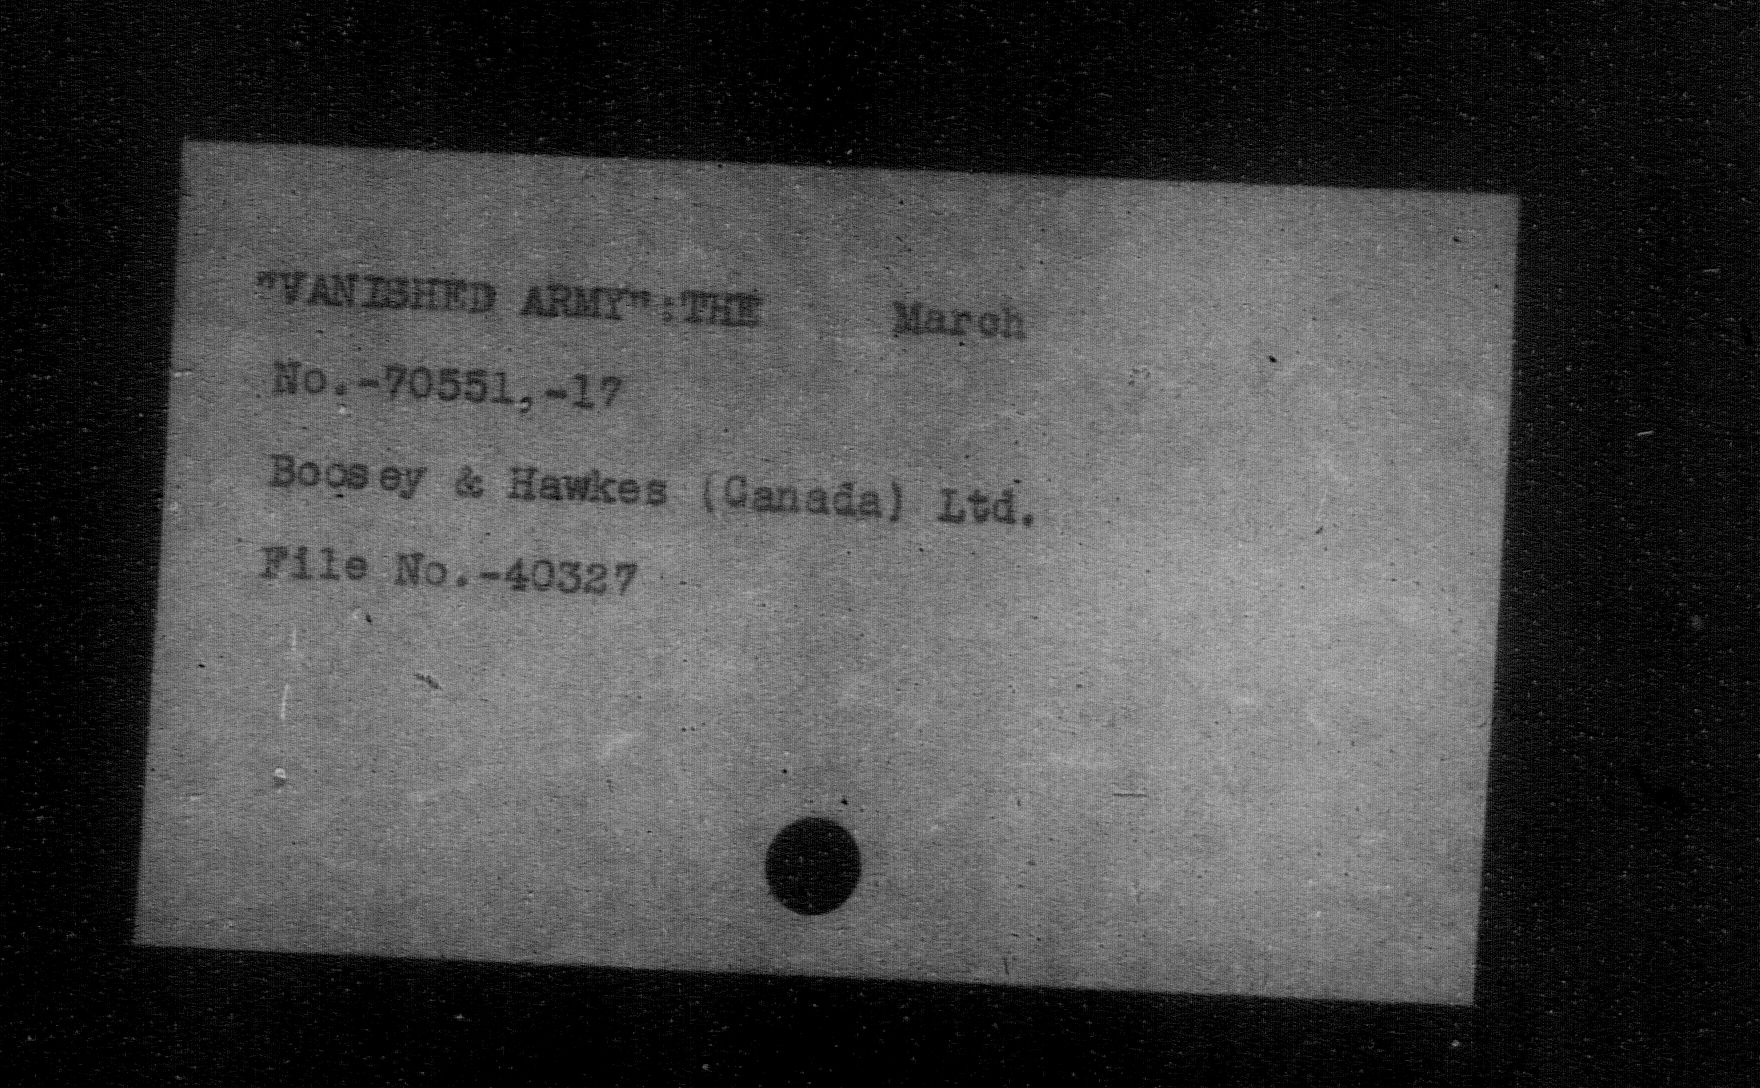 "VANISHED ARMY":THE March
No.-70551,-17
Boosey & Hawkes (Canada) Ltd.
File No.-40327